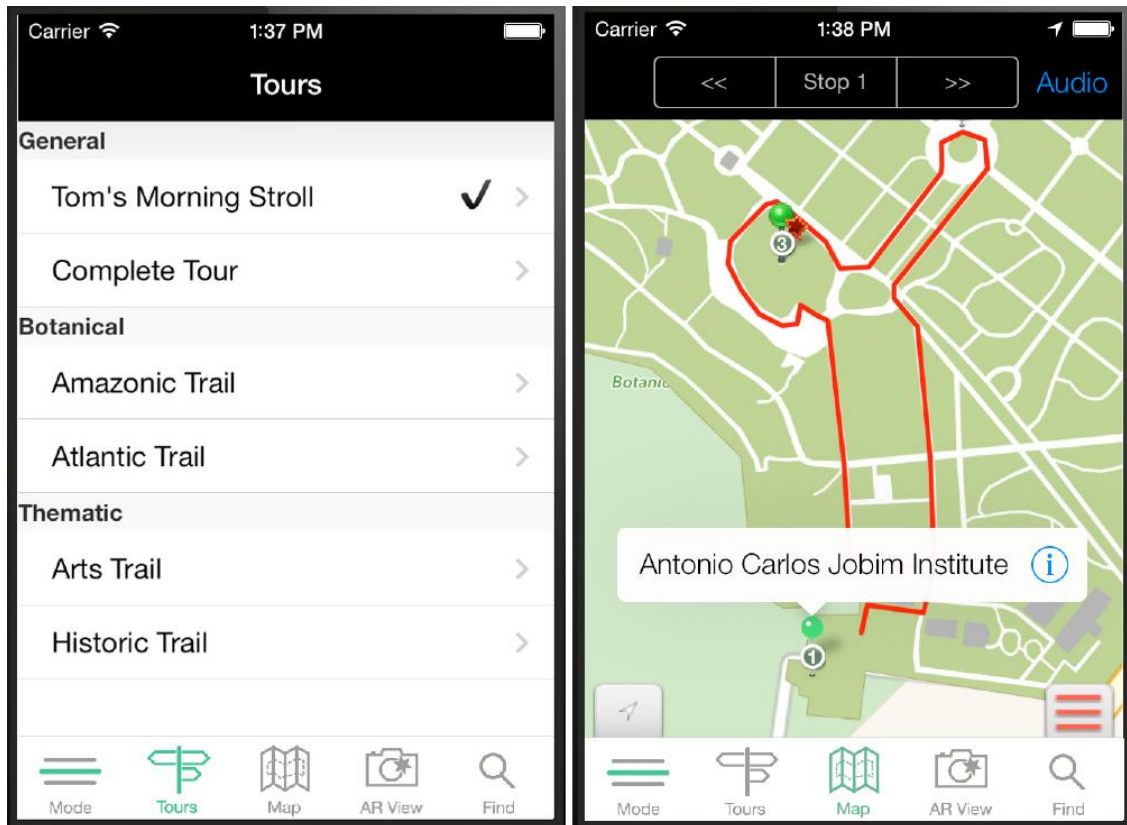 Carrier 1:37 PM
Tours
General
Tom's Morning Stroll
Complete Tour
Botanical
Amazonic Trail
Atlantic Trail
Thematic
Arts Trail
Historic Trail
Mode Tours Map AR View Find
Carrier 1:38 PM
<< Stop 1 >> Audio
3
Botanic
Antonio Carlos Jobim Institute i
1
Mode Tours Map AR View Find